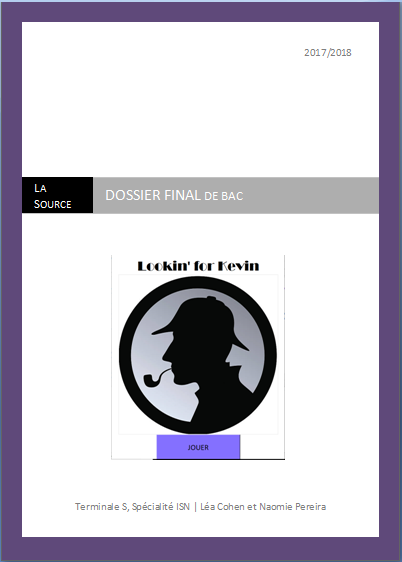 2017/2018
LA
SOURCE
DOSSIER FINAL DE BAC
Lookin' for Kevin
JOUER
Terminale S, Spécialité ISN | Léa Cohen et Naomie Pereira